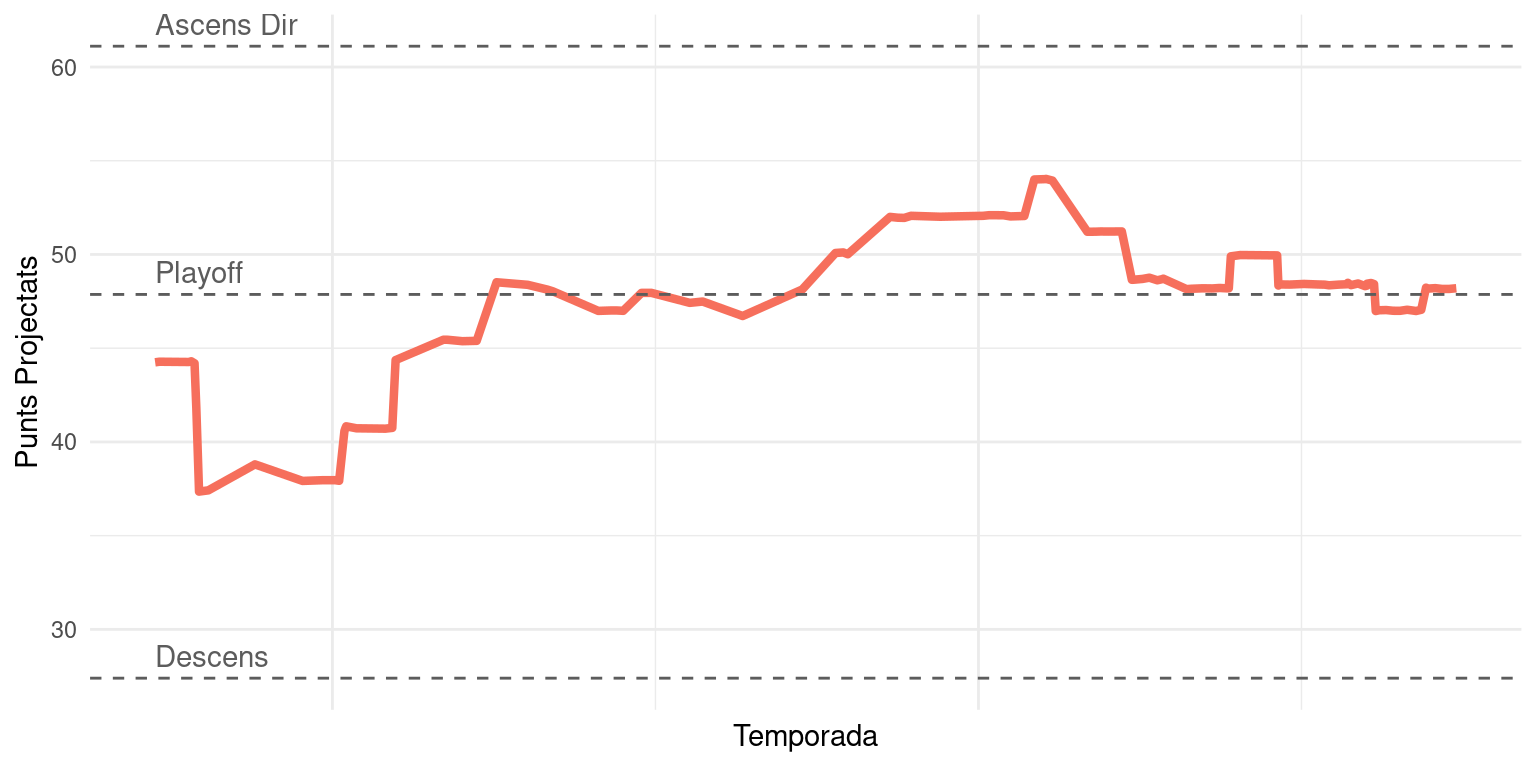 Ascens Dir
60
50
Playoff
40
30
Descens
Punts Projectats
Temporada